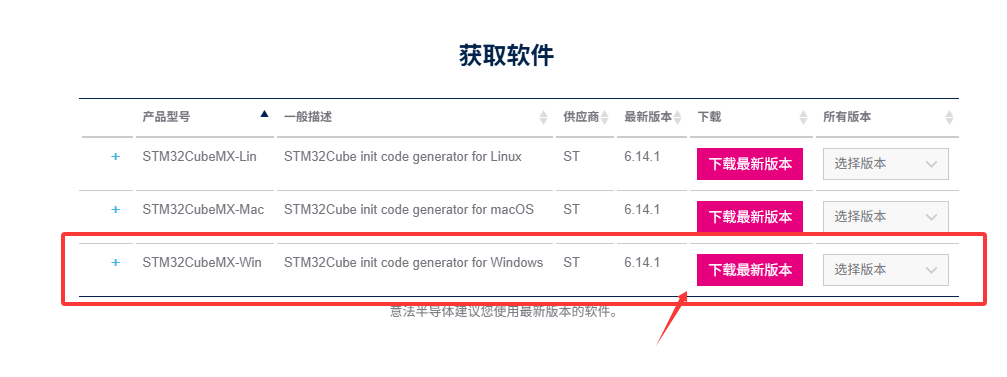 获取软件
产品型号 一般描述 供应商 最新版本 下载 所有版本
+ STM32CubeMX-Lin STM32Cube init code generator for Linux ST 6.14.1 下载最新版本 选择版本
+ STM32CubeMX-Mac STM32Cube init code generator for macOS ST 6.14.1 下载最新版本 选择版本
+ STM32CubeMX-Win STM32Cube init code generator for Windows ST 6.14.1 下载最新版本 选择版本
意法半导体建议您使用最新版本的软件。